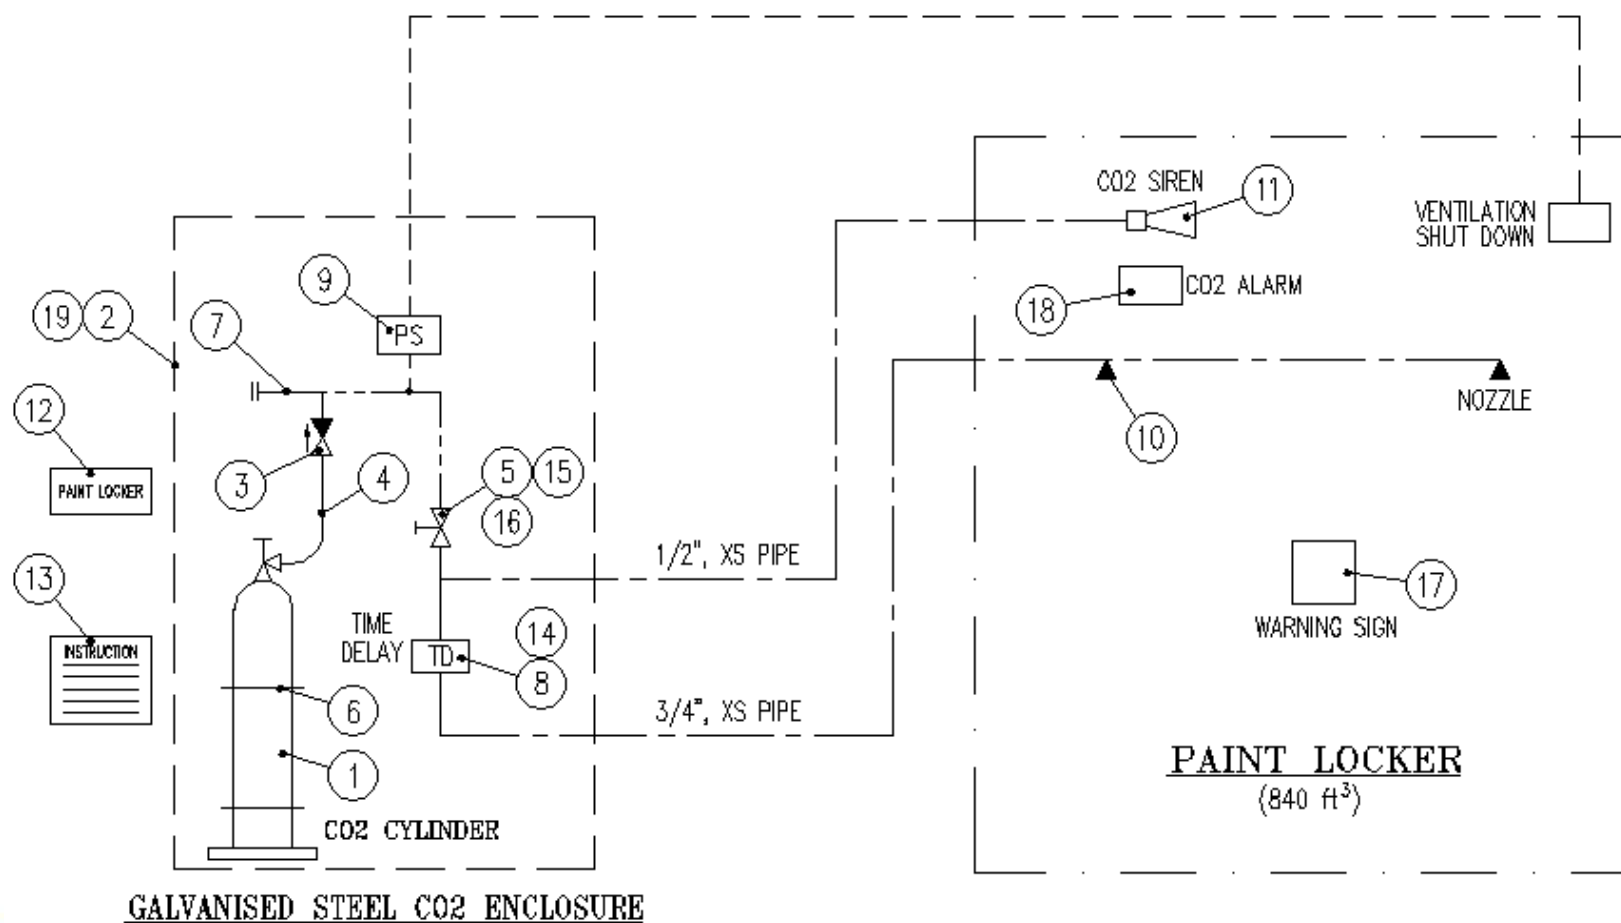 CO2 SIREN
11
VENTILATION
SHUT DOWN
9
CO2 ALARM
18
19
2
7
PS
12
NOZZLE
10
3
4
5
15
16
PAINT LOCKER
1/2", XS PIPE
13
17
WARNING SIGN
TIME
DELAY
TD
14
8
INSTRUCTION
6
3/4", XS PIPE
1
PAINT LOCKER
(840 ft³)
CO2 CYLINDER
GALVANISED STEEL CO2 ENCLOSURE